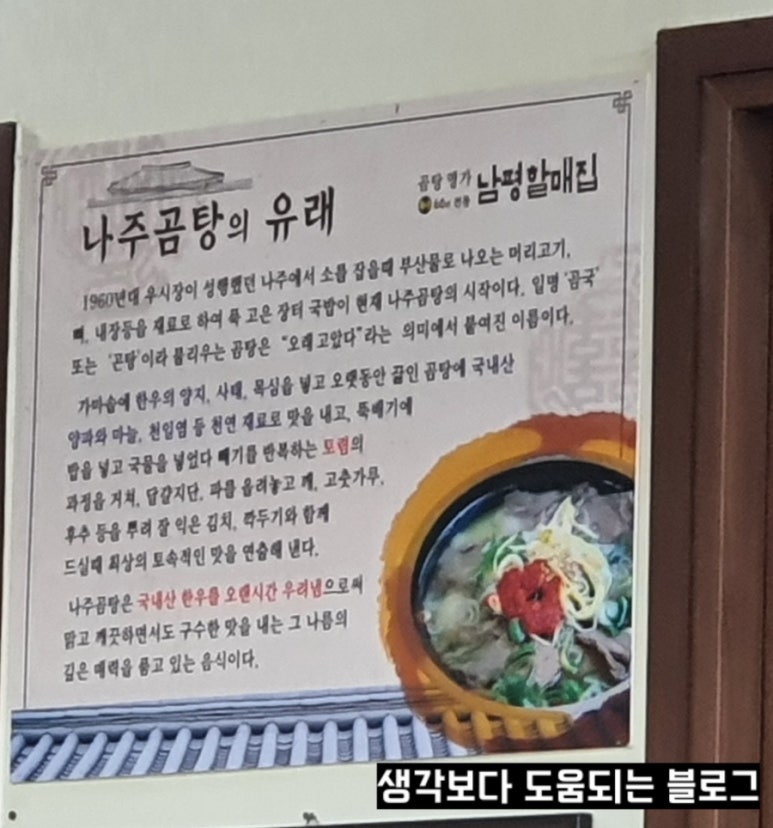 곰탕 명가
60년 전통
남평할매집
나주곰탕의 유래
1960년대 우시장이 성행했던 나주에서 소를 잡을때 부산물로 나오는 머리고기,
뼈, 내장등을 재료로 하여 푹 고은 장터 국밥이 현재 나주곰탕의 시작이다. 일명 '곰국'
또는 '곤탕'이라 불리우는 곰탕은 "오래고았다"라는 의미에서 붙여진 이름이다.
가마솥에 한우의 양지, 사태, 목심을 넣고 오랫동안 끓인 곰탕에 국내산
양파와 마늘, 천일염 등 천연 재료로 맛을 내고, 뚝배기에
밥을 넣고 국물을 넣었다 빼기를 반복하는 토렴의
과정을 거쳐, 달걀지단, 파를 올려놓고 깨, 고춧가루,
후추 등을 뿌려 잘 익은 김치, 깍두기와 함께
드실때 최상의 토속적인 맛을 연출해 낸다.
나주곰탕은 국내산 한우를 오랜시간 우려냄으로써
맑고 깨끗하면서도 구수한 맛을 내는 그 나름의
깊은 매력을 품고 있는 음식이다.
생각보다 도움되는 블로그